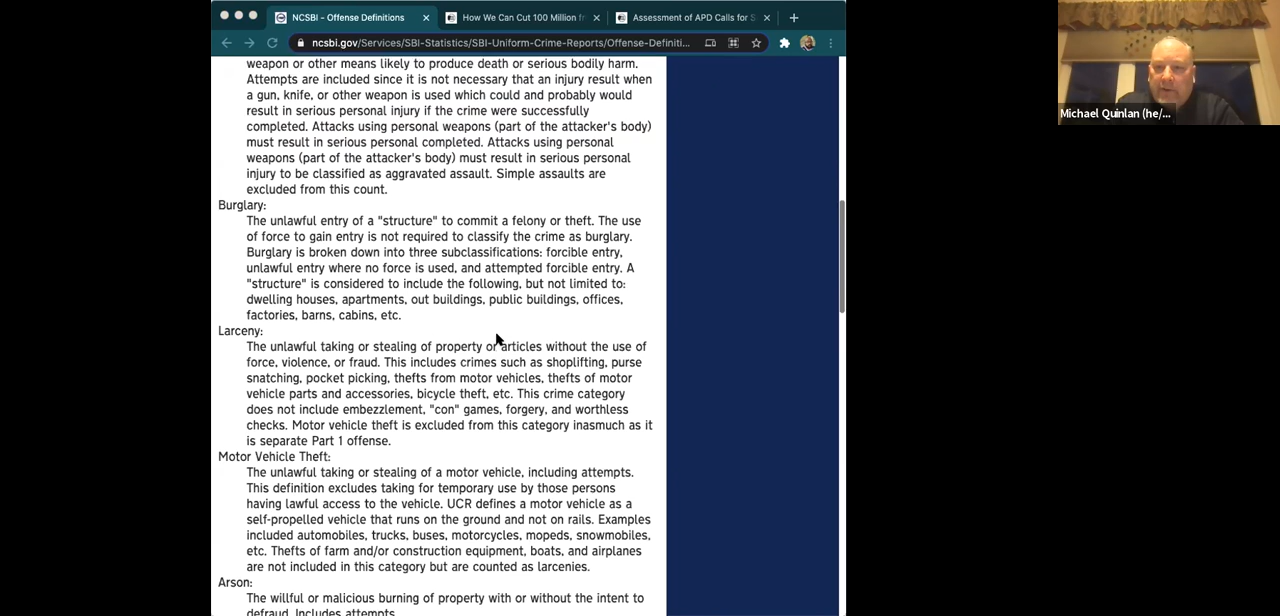 NCSBI - Offense Definitions
How We Can Cut 100 Million fr
Assessment of APD Calls for S
ncsbi.gov/Services/SBI-Statistics/SBI-Uniform-Crime-Reports/Offense-Definiti...
weapon or other means likely to produce death or serious bodily harm.
Attempts are included since it is not necessary that an injury result when
a gun, knife, or other weapon is used which could and probably would
result in serious personal injury if the crime were successfully
completed. Attacks using personal weapons (part of the attacker's body)
must result in serious personal completed. Attacks using personal
weapons (part of the attacker's body) must result in serious personal
injury to be classified as aggravated assault. Simple assaults are
excluded from this count.
Burglary:
The unlawful entry of a "structure" to commit a felony or theft. The use
of force to gain entry is not required to classify the crime as burglary.
Burglary is broken down into three subclassifications: forcible entry,
unlawful entry where no force is used, and attempted forcible entry. A
"structure" is considered to include the following, but not limited to:
dwelling houses, apartments, out buildings, public buildings, offices,
factories, barns, cabins, etc.
Larceny:
The unlawful taking or stealing of property or articles without the use of
force, violence, or fraud. This includes crimes such as shoplifting, purse
snatching, pocket picking, thefts from motor vehicles, thefts of motor
vehicle parts and accessories, bicycle theft, etc. This crime category
does not include embezzlement, "con" games, forgery, and worthless
checks. Motor vehicle theft is excluded from this category inasmuch as it
is separate Part 1 offense.
Motor Vehicle Theft:
The unlawful taking or stealing of a motor vehicle, including attempts.
This definition excludes taking for temporary use by those persons
having lawful access to the vehicle. UCR defines a motor vehicle as a
self-propelled vehicle that runs on the ground and not on rails. Examples
included automobiles, trucks, buses, motorcycles, mopeds, snowmobiles,
etc. Thefts of farm and/or construction equipment, boats, and airplanes
are not included in this category but are counted as larcenies.
Arson:
The willful or malicious burning of property with or without the intent to
defraud. Includes attempts.
Michael Quinlan (he/...